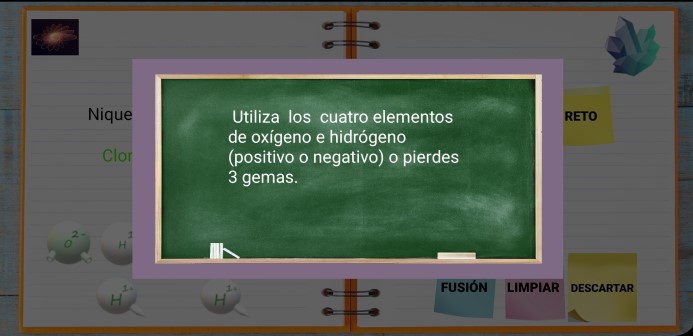 Utiliza los cuatro elementos
de oxígeno e hidrógeno
(positivo o negativo) o pierdes
3 gemas.
Nique
RETO
Clor
O 2-
H
H 1+
H 1+
FUSIÓN LIMPIAR DESCARTAR